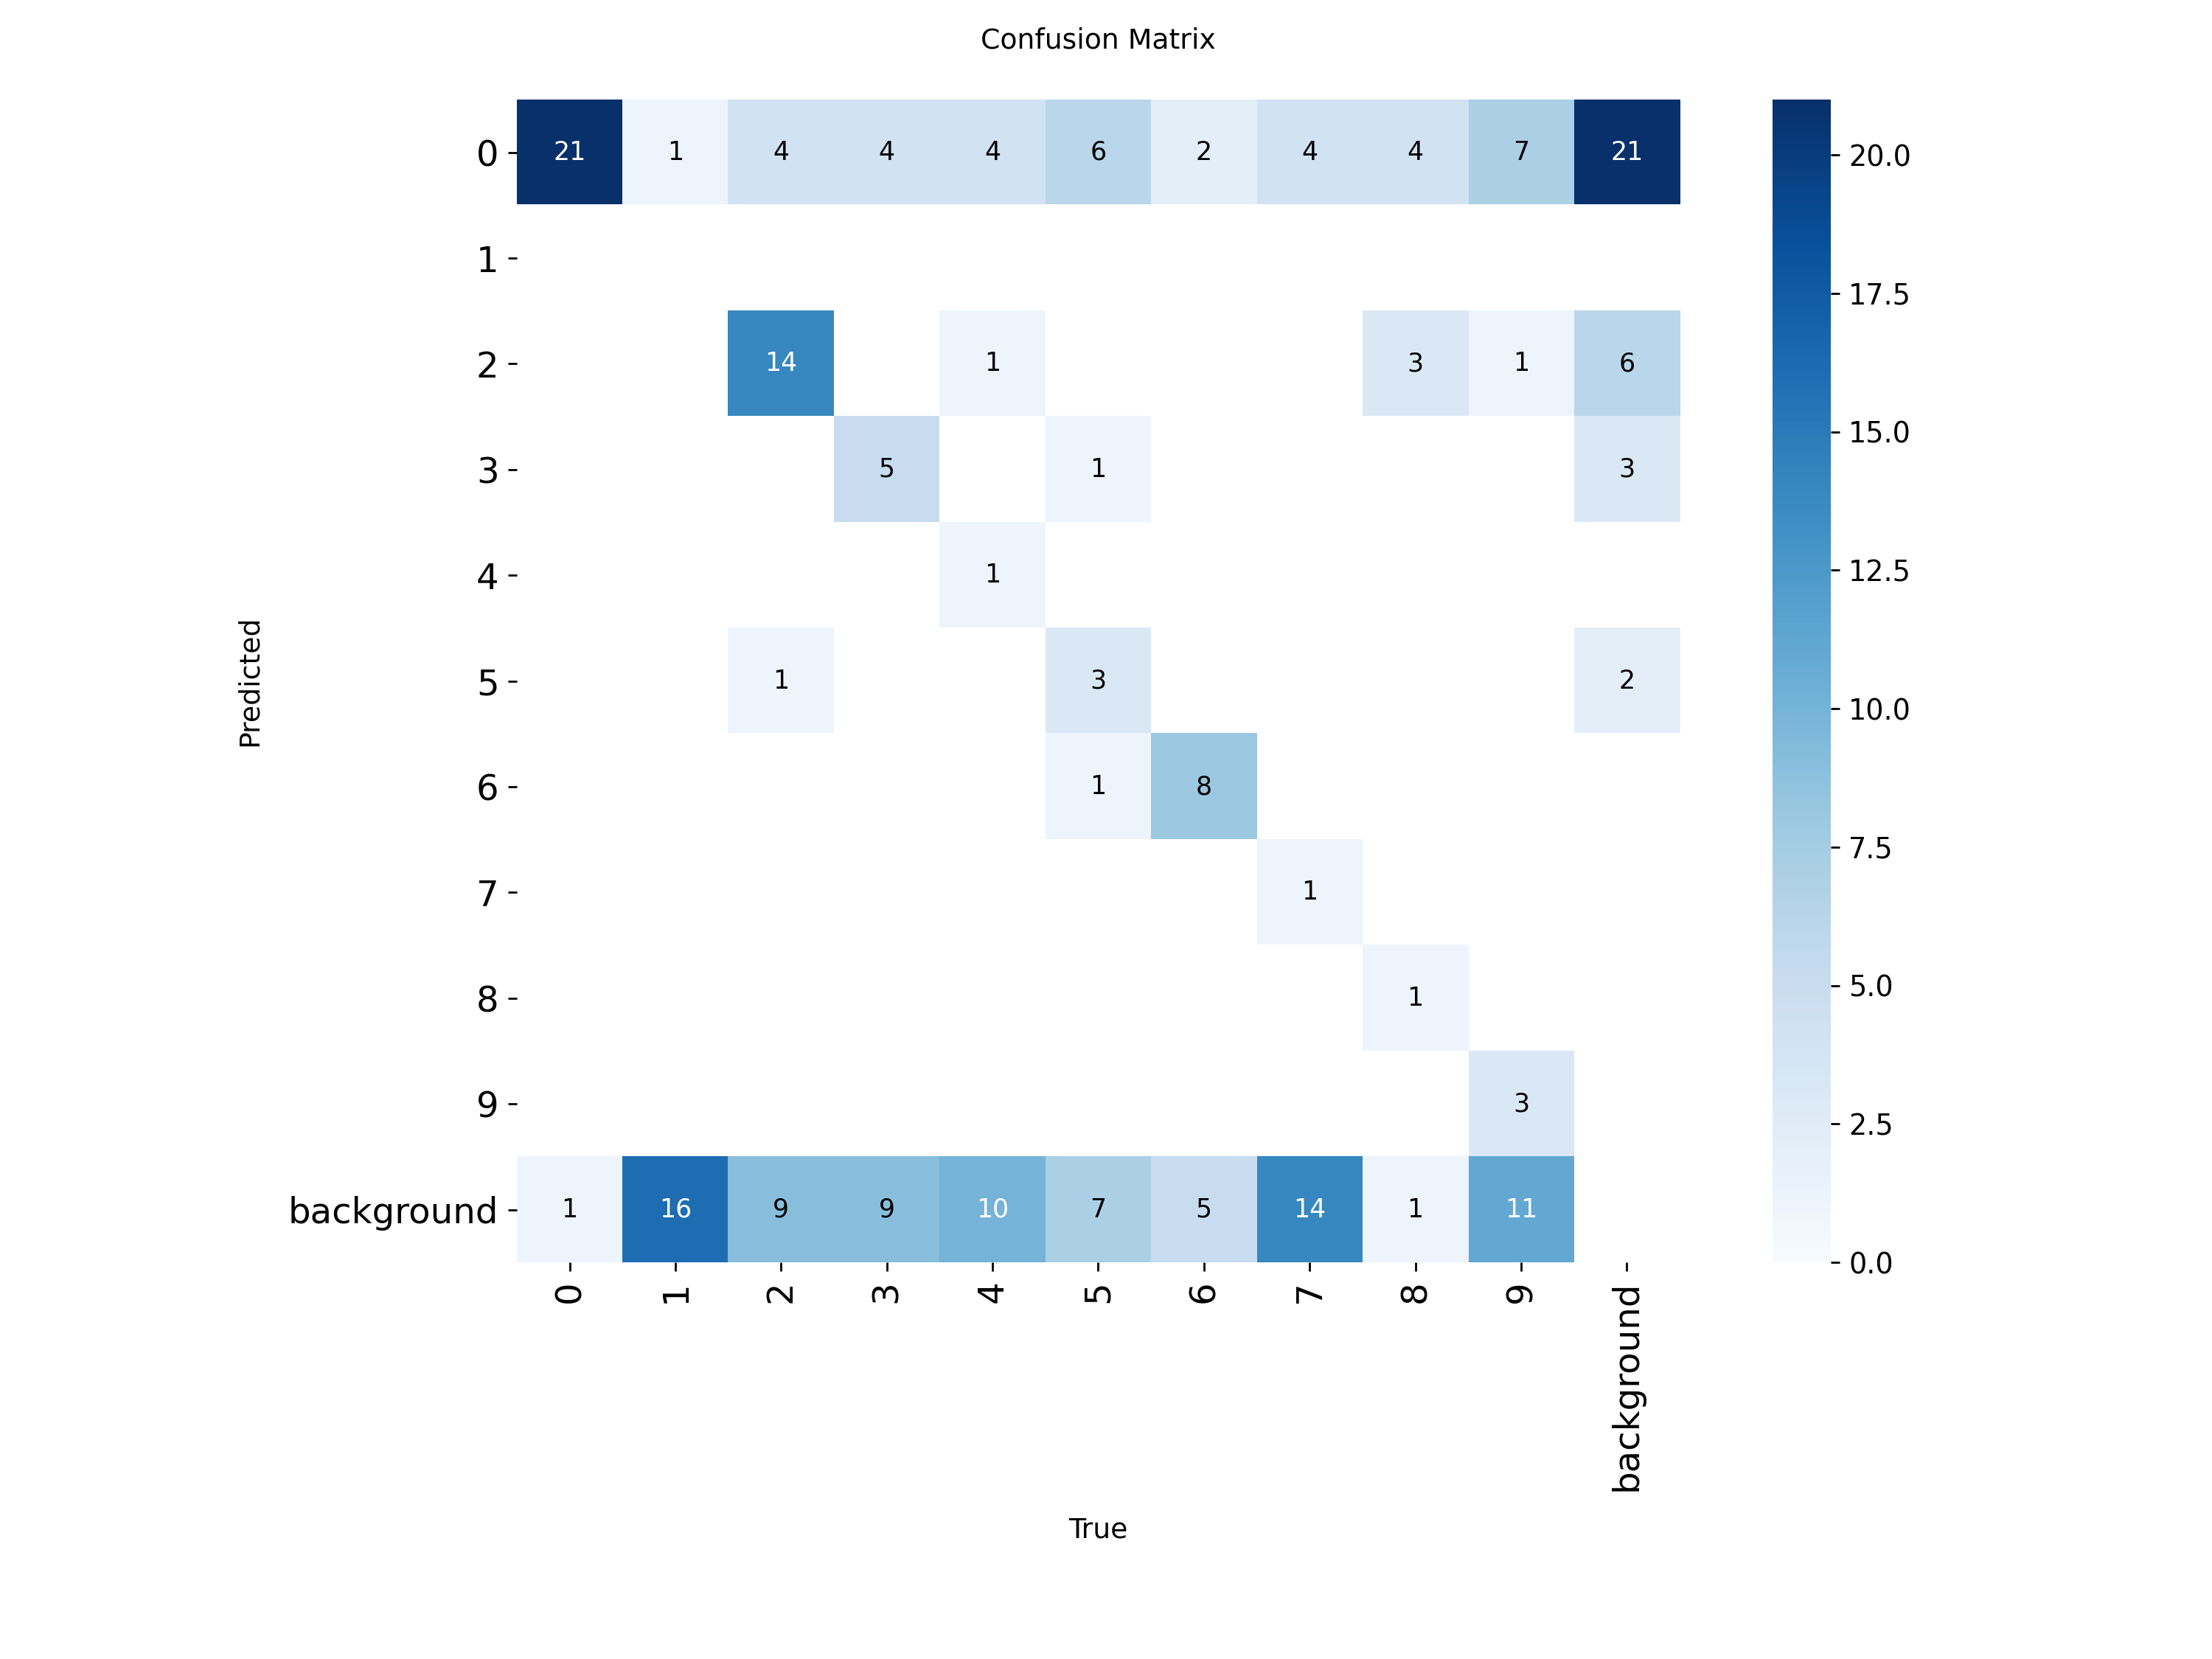 Confusion Matrix
0 21 1 4 4 4 6 2 4 4 7 21
1
2 14 1 3 1 6
3 5 1 3
4 1
5 1 3 2
6 1 8
7 1
8 1
9 3
background 1 16 9 9 10 7 5 14 1 11
0 1 2 3 4 5 6 7 8 9 background
Predicted
True
20.0
17.5
15.0
12.5
10.0
7.5
5.0
2.5
0.0